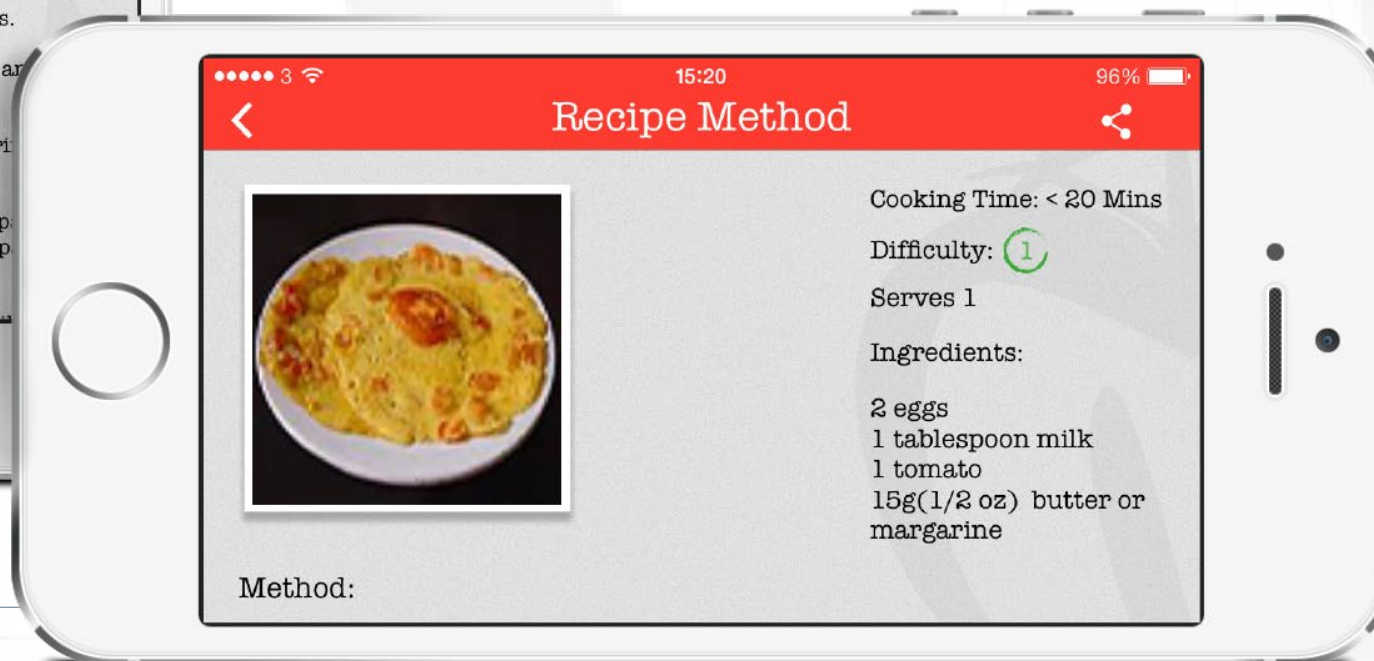 s.
3
15:20
96%
Recipe Method
Cooking Time: < 20 Mins
Difficulty: 1
Serves 1
Ingredients:
2 eggs
1 tablespoon milk
1 tomato
15g(1/2 oz) butter or
margarine
Method: